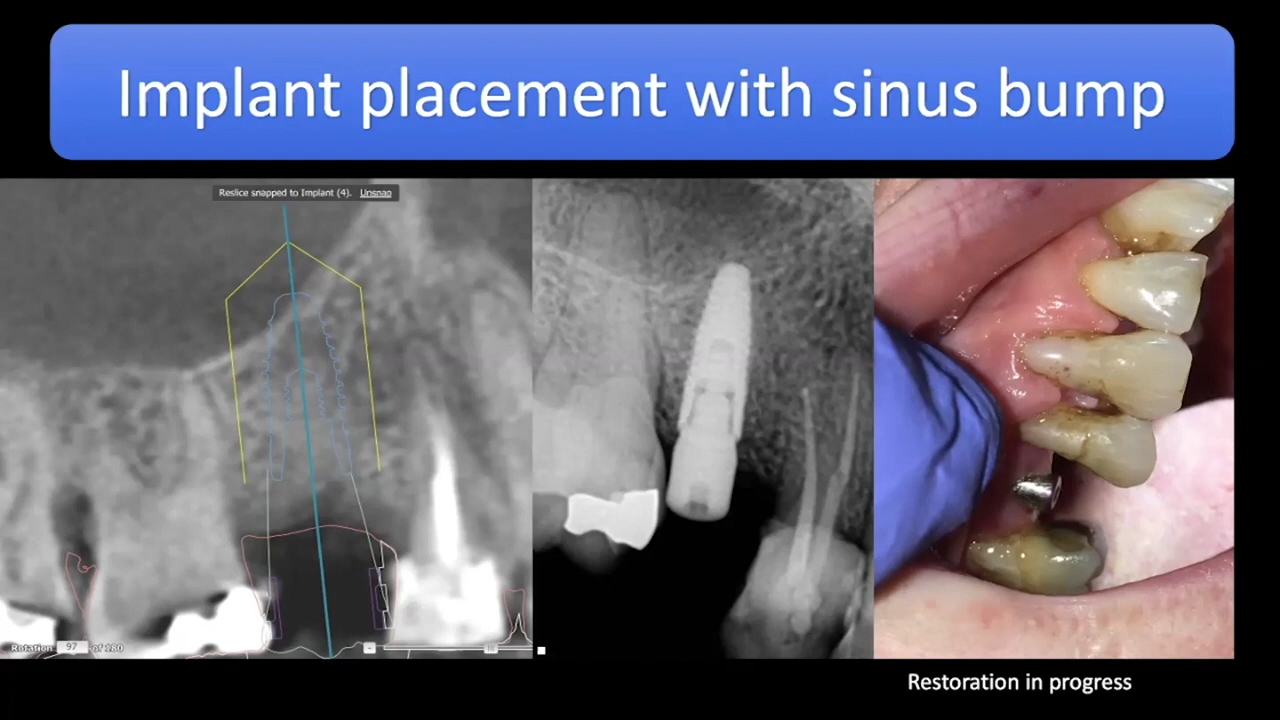 Implant placement with sinus bump
Reslice snapped to Implant (4). Unsnap
Rotation: 97 of 180
Restoration in progress